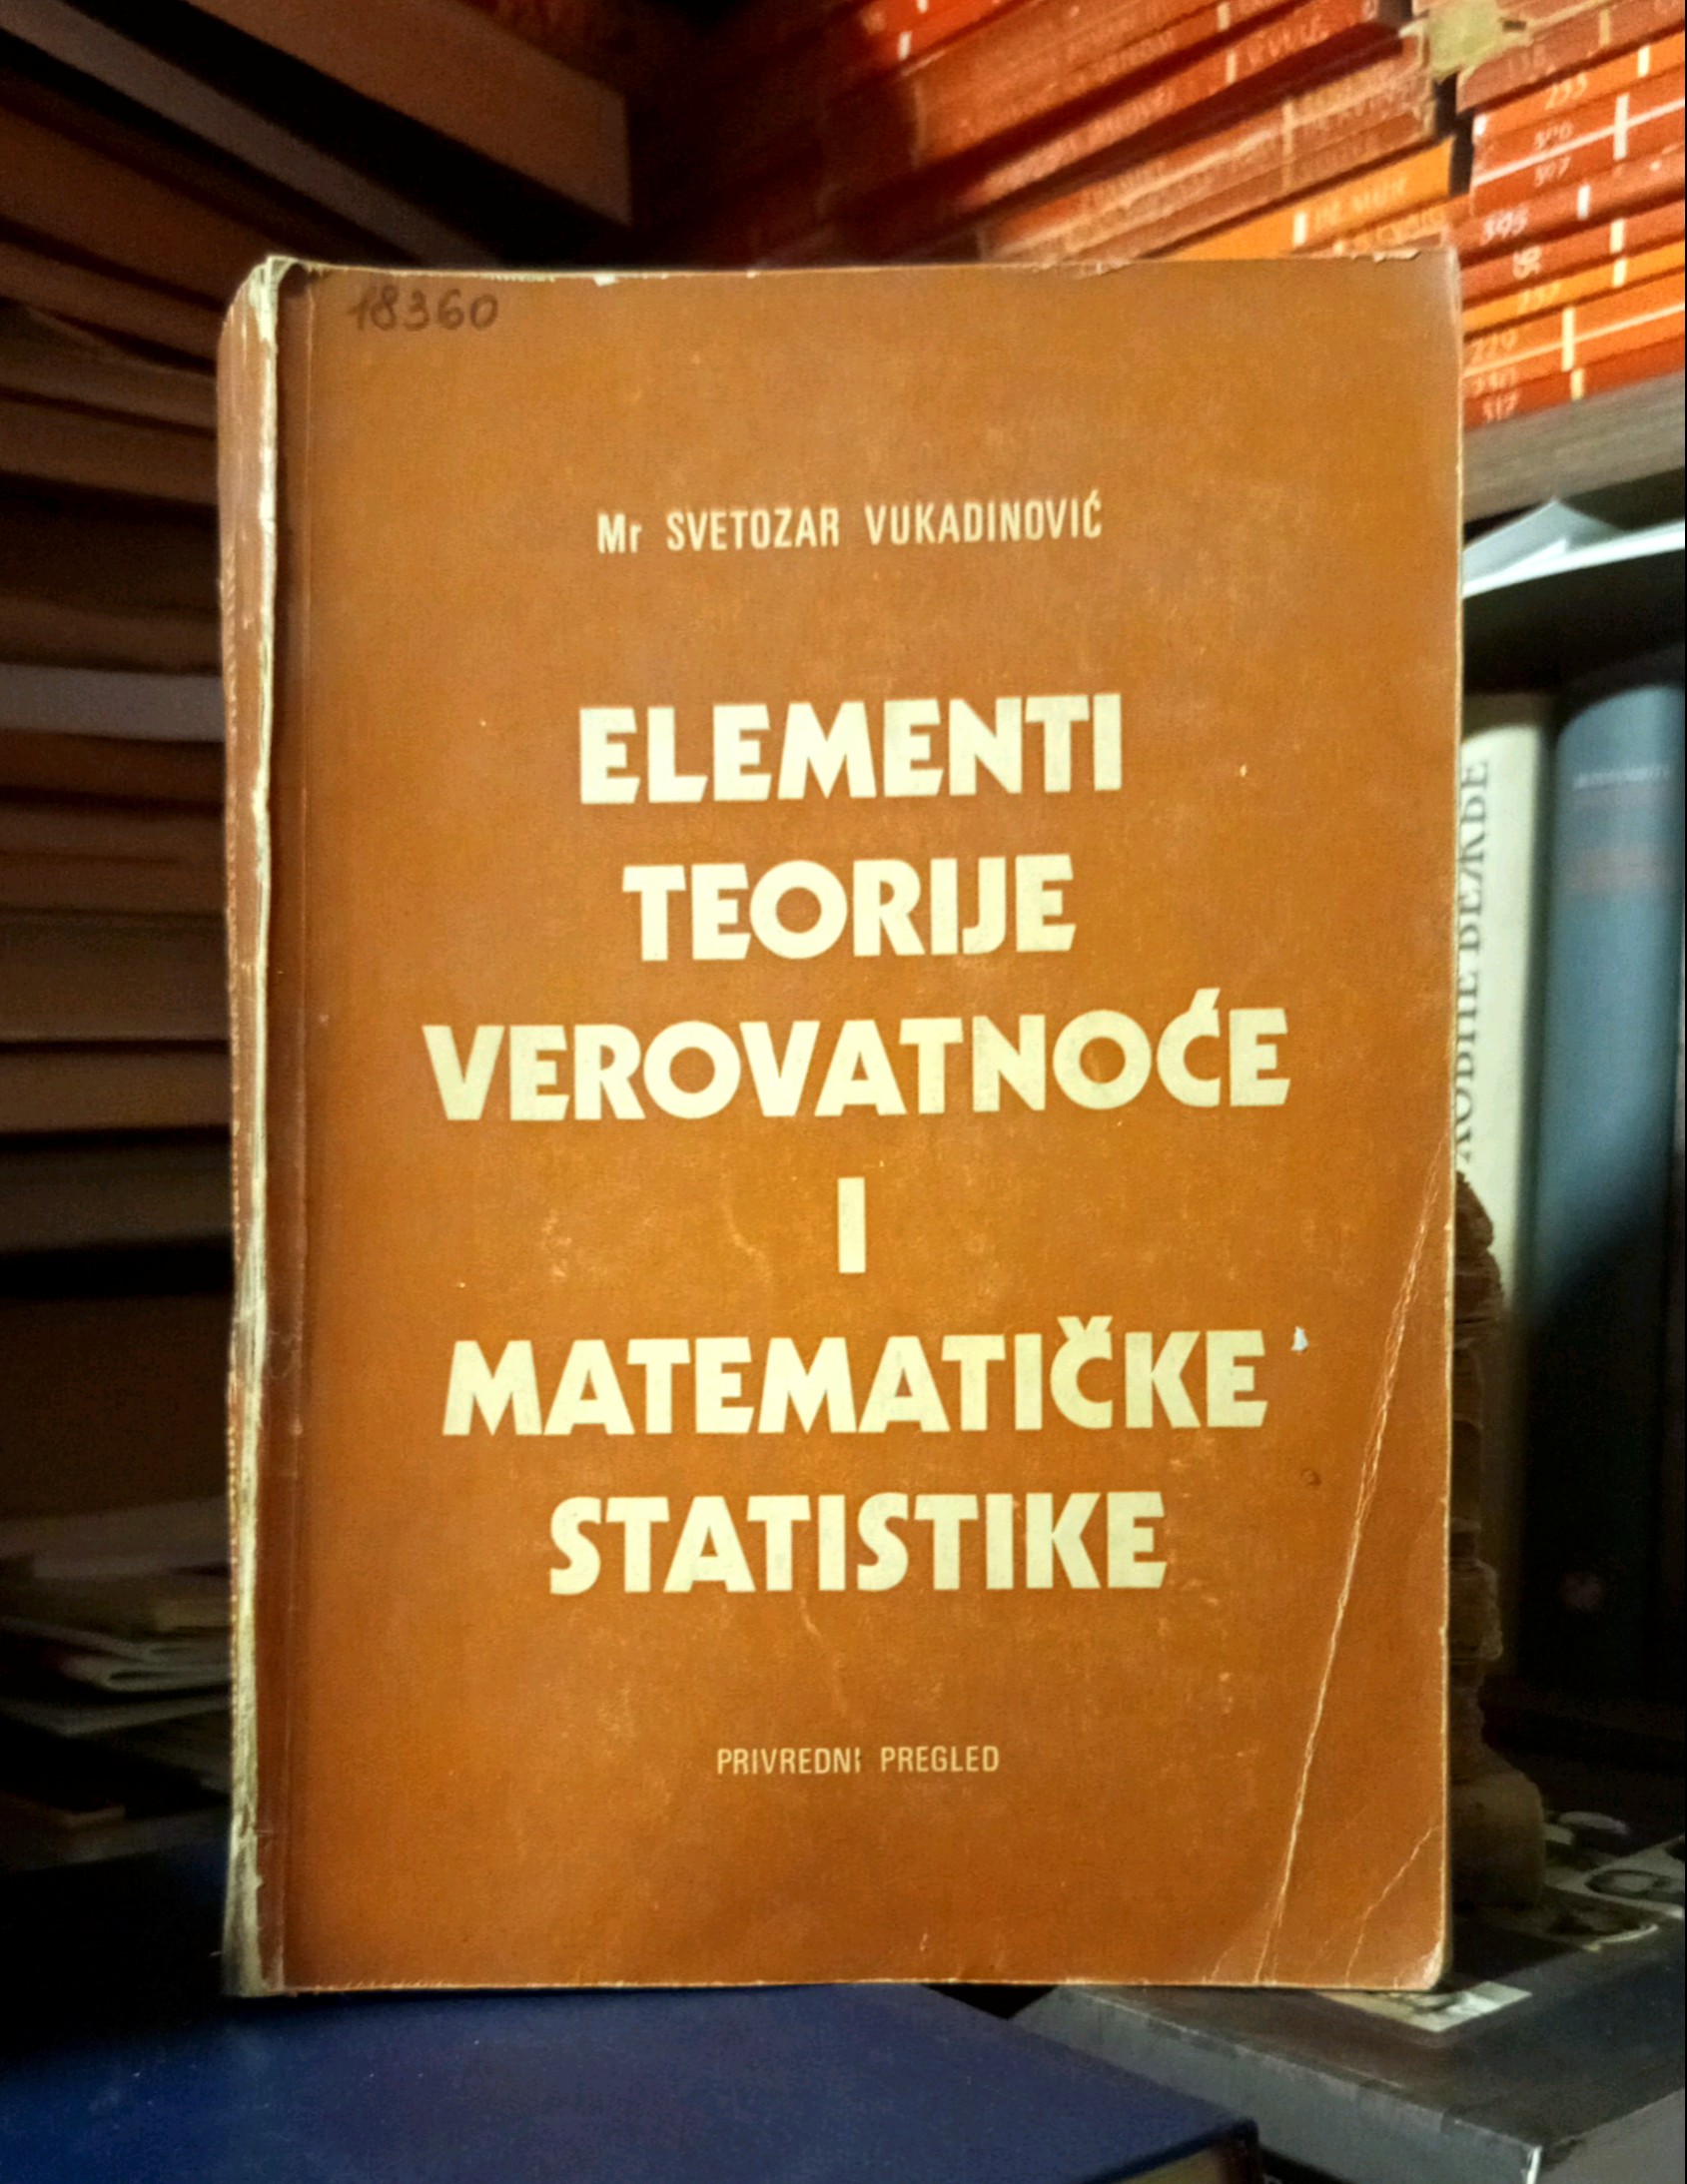 18360
Mr SVETOZAR VUKADINOVIĆ
ELEMENTI
TEORIJE
VEROVATNOĆE
I
MATEMATIČKE
STATISTIKE
PRIVREDNI PREGLED